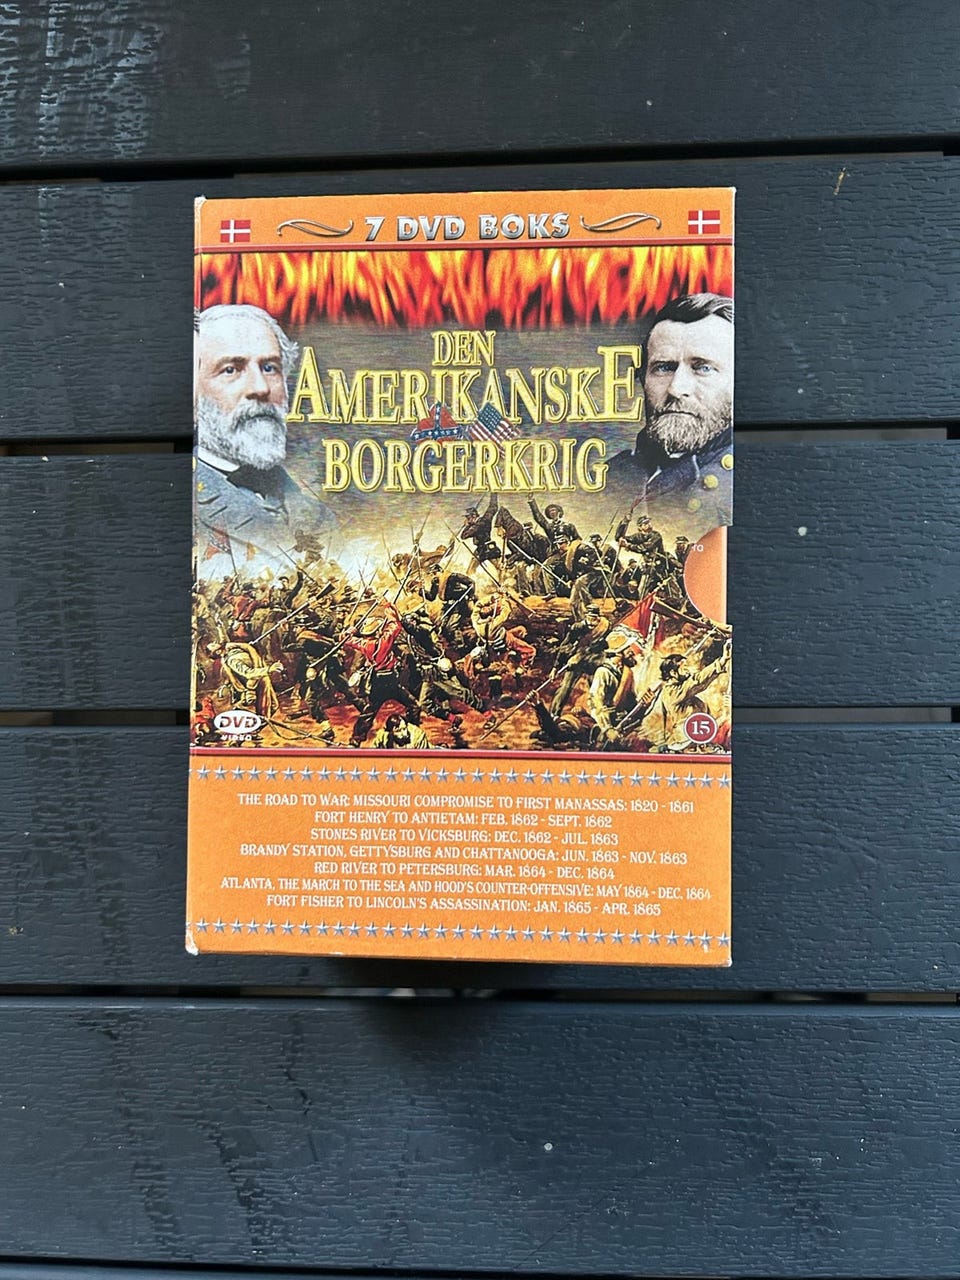 7 DVD BOKS
DEN
AMERIKANSKE
BORGERKRIG
DVD
VIDEO
15
THE ROAD TO WAR: MISSOURI COMPROMISE TO FIRST MANASSAS: 1820 - 1861
FORT HENRY TO ANTIETAM: FEB. 1862 - SEPT. 1862
STONES RIVER TO VICKSBURG: DEC. 1862 - JUL. 1863
BRANDY STATION, GETTYSBURG AND CHATTANOOGA: JUN. 1863 - NOV. 1863
RED RIVER TO PETERSBURG: MAR. 1864 - DEC. 1864
ATLANTA, THE MARCH TO THE SEA AND HOOD'S COUNTER-OFFENSIVE: MAY 1864 - DEC. 1864
FORT FISHER TO LINCOLN'S ASSASSINATION: JAN. 1865 - APR. 1865